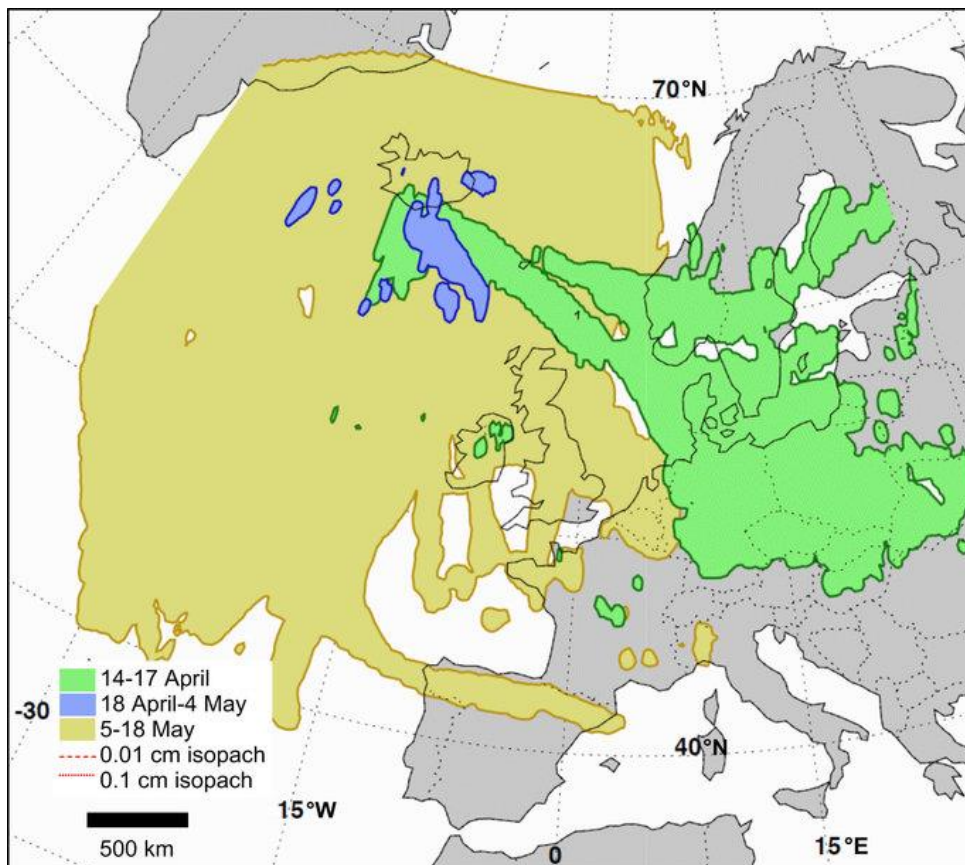 70°N
1
14-17 April
18 April-4 May
5-18 May
0.01 cm isopach
0.1 cm isopach
-30
40°N
15°W
500 km
0
15°E